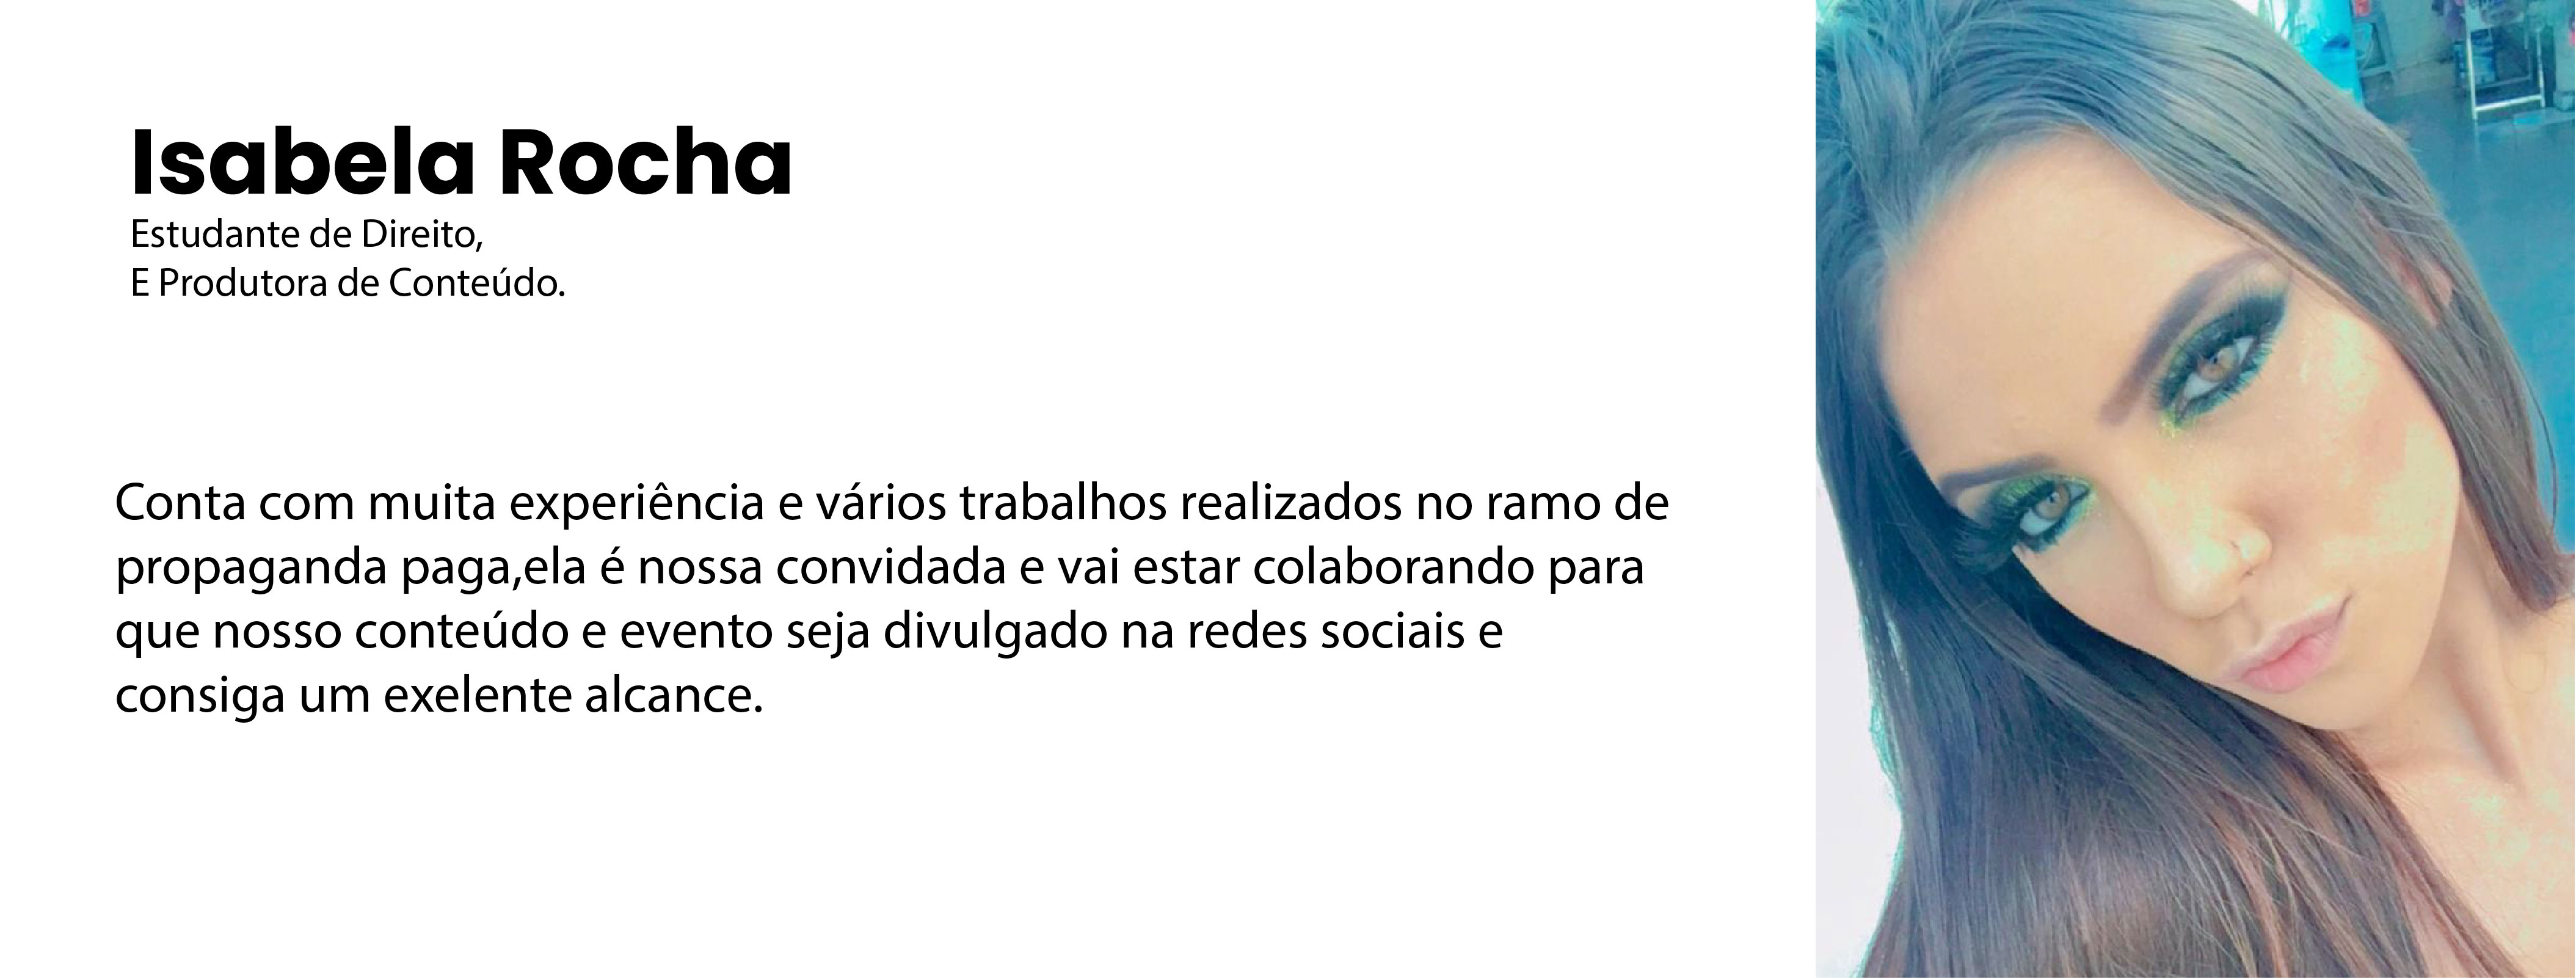 Isabela Rocha
Estudante de Direito,
E Produtora de Conteúdo.
Conta com muita experiência e vários trabalhos realizados no ramo de
propaganda paga,ela é nossa convidada e vai estar colaborando para
que nosso conteúdo e evento seja divulgado na redes sociais e
consiga um exelente alcance.